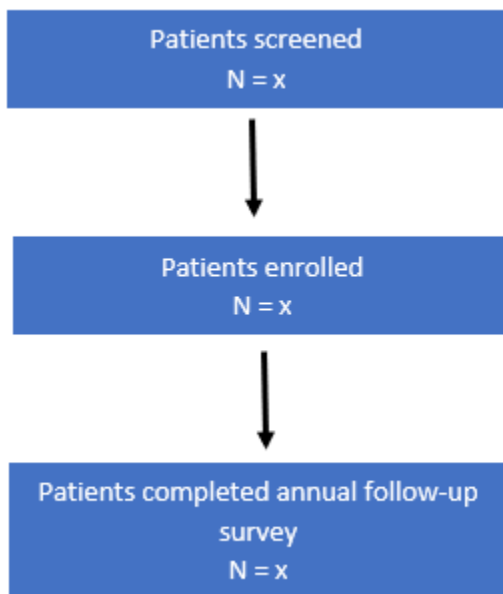 Patients screened
N = x
Patients enrolled
N = x
Patients completed annual follow-up
survey
N = x